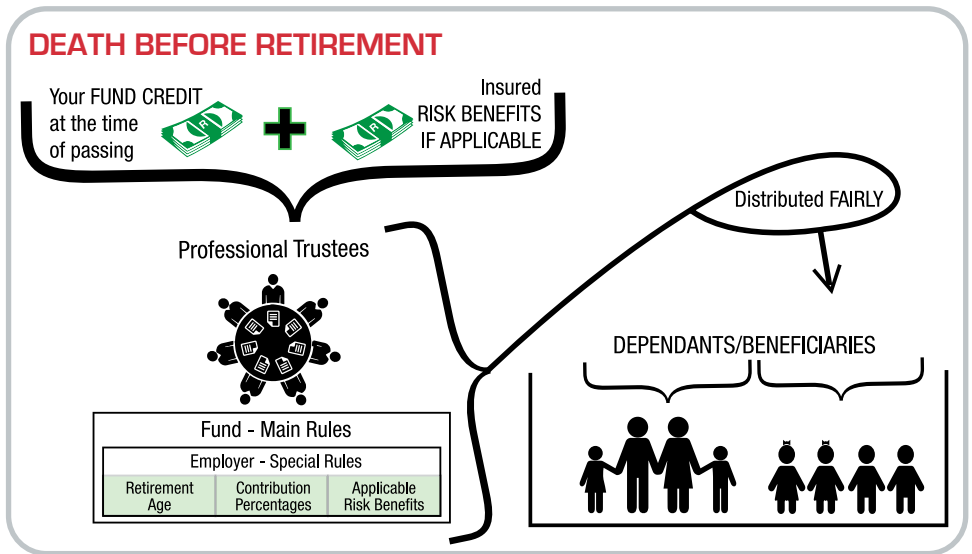 DEATH BEFORE RETIREMENT
Your FUND CREDIT
at the time
of passing
R
R
Insured
RISK BENEFITS
IF APPLICABLE
Professional Trustees
Distributed FAIRLY
DEPENDANTS/BENEFICIARIES
Fund - Main Rules
Employer - Special Rules
Retirement
Age
Contribution
Percentages
Applicable
Risk Benefits